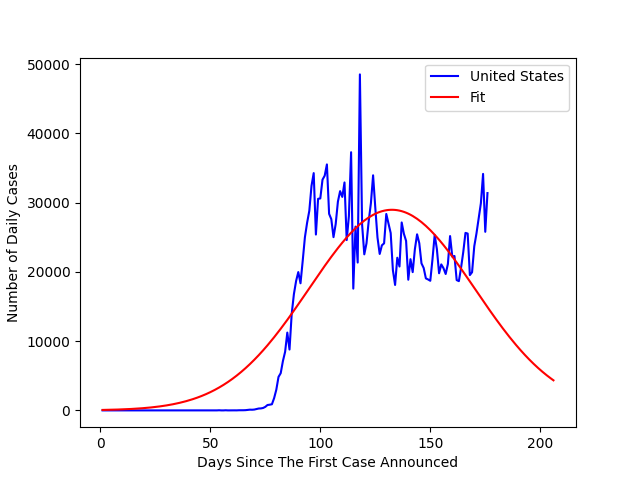 United States
Fit
50000
40000
30000
20000
10000
0
Number of Daily Cases
0 50 100 150 200
Days Since The First Case Announced